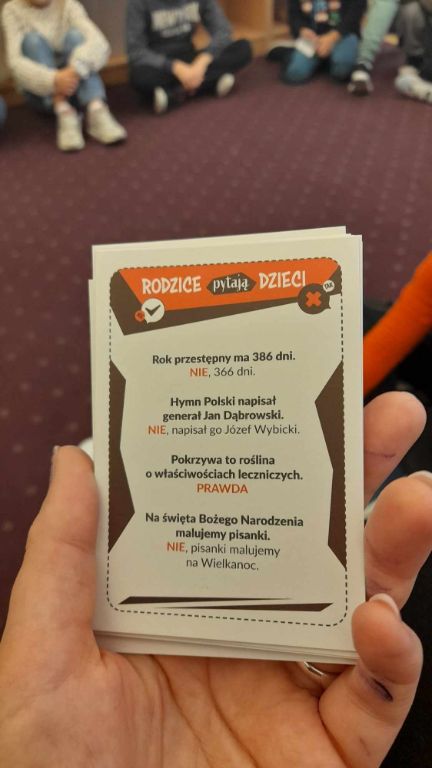 RODZICE pytają DZIECI
TAK
Rok przestępny ma 386 dni.
NIE, 366 dni.
Hymn Polski napisał
generał Jan Dąbrowski.
NIE, napisał go Józef Wybicki.
Pokrzywa to roślina
o właściwościach leczniczych.
PRAWDA
Na święta Bożego Narodzenia
malujemy pisanki.
NIE, pisanki malujemy
na Wielkanoc.